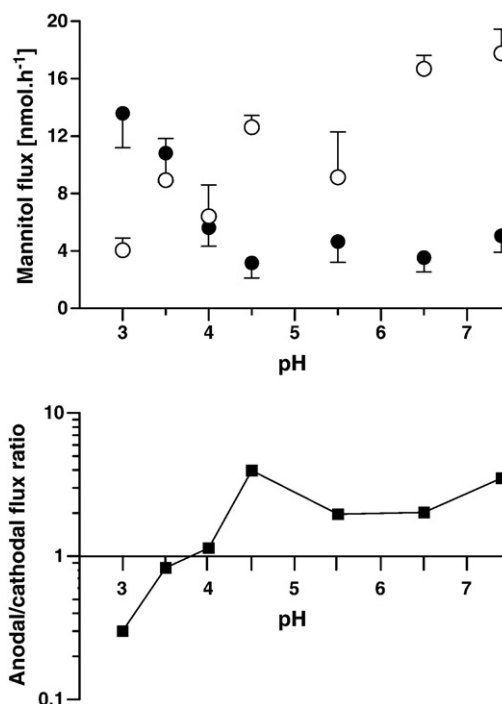 Mannitol flux [nmol.h⁻¹]
20
16
12
8
4
0
3 4 5 6 7
pH
Anodal/cathodal flux ratio
10
1
0.1
3 4 5 6 7
pH